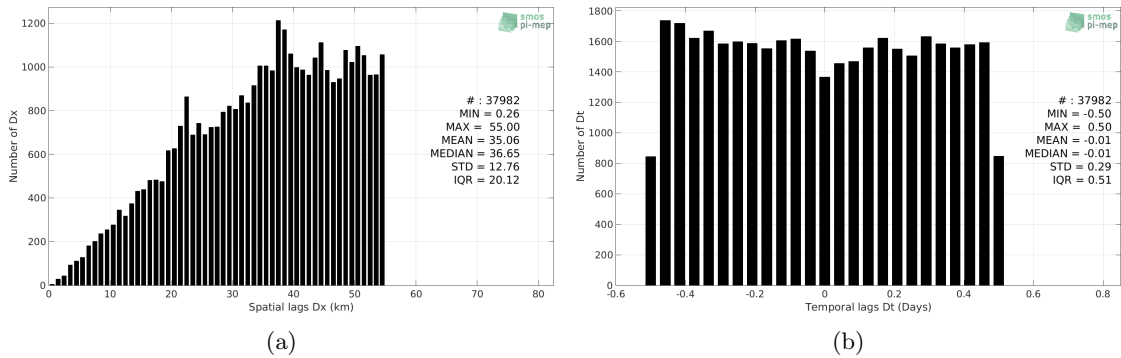 1200
1000
800
600
400
200
0
Number of Dx
0 10 20 30 40 50 60 70 80
Spatial lags Dx (km)
smos
pi-mep
# : 37982
MIN = 0.26
MAX = 55.00
MEAN = 35.06
MEDIAN = 36.65
STD = 12.76
IQR = 20.12
(a)
1800
1600
1400
1200
1000
800
600
400
200
0
Number of Dt
-0.6 -0.4 -0.2 0 0.2 0.4 0.6 0.8
Temporal lags Dt (Days)
smos
pi-mep
# : 37982
MIN = -0.50
MAX = 0.50
MEAN = -0.01
MEDIAN = -0.01
STD = 0.29
IQR = 0.51
(b)